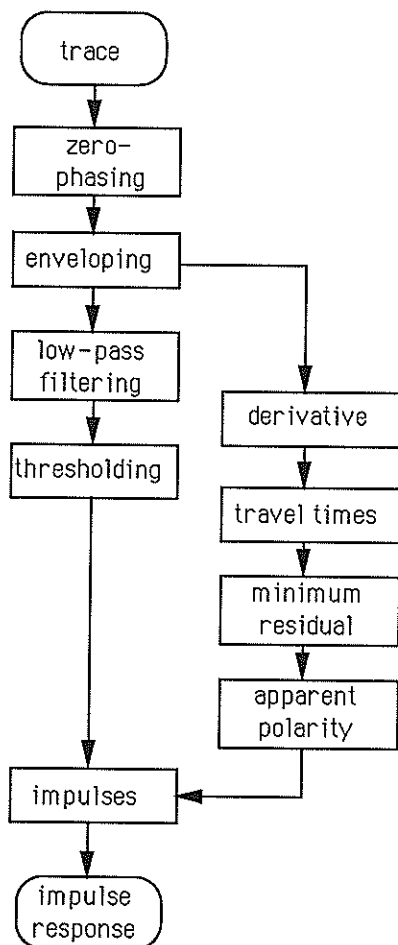 trace
zero-
phasing
enveloping
low-pass
filtering
thresholding
derivative
travel times
minimum
residual
apparent
polarity
impulses
impulse
response